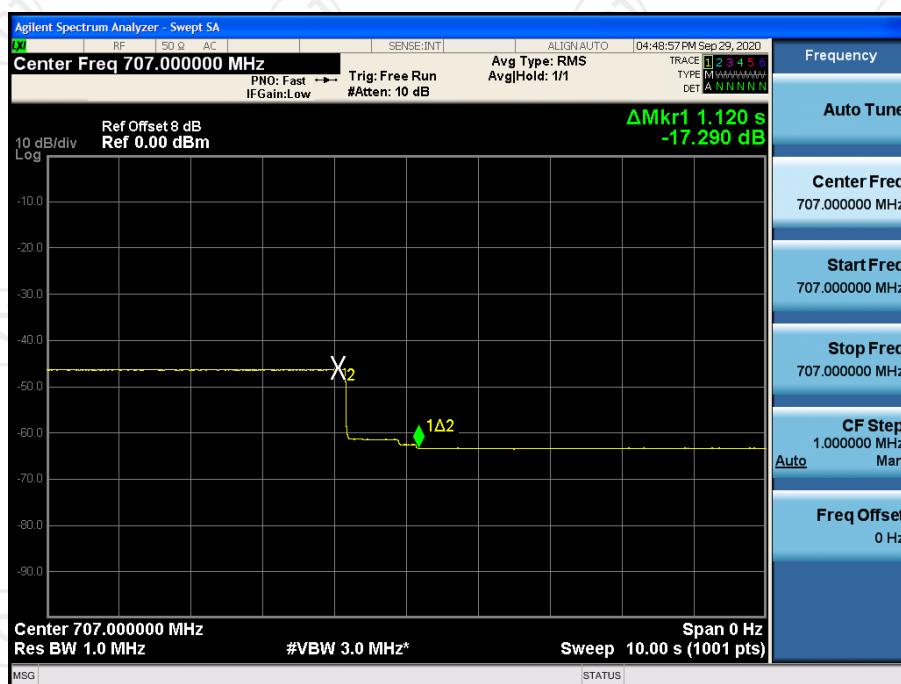 Agilent Spectrum Analyzer - Swept SA
LXI RF 50 Ω AC SENSE:INT ALIGN AUTO 04:48:57 PM Sep 29, 2020
Center Freq 707.000000 MHz
PNO: Fast
IFGain:Low
Trig: Free Run
#Atten: 10 dB
Avg Type: RMS
Avg|Hold: 1/1
TRACE 1 2 3 4 5 6
TYPE M
DET A N N N N N
Frequency
Auto Tune
Center Freq
707.000000 MHz
Start Freq
707.000000 MHz
Stop Freq
707.000000 MHz
CF Step
1.000000 MHz
Auto Man
Freq Offset
0 Hz
ΔMkr1 1.120 s
-17.290 dB
Ref Offset 8 dB
10 dB/div Ref 0.00 dBm
Log
-10.0
-20.0
-30.0
-40.0
-50.0
-60.0
-70.0
-80.0
-90.0
X2
1Δ2
Center 707.000000 MHz Span 0 Hz
Res BW 1.0 MHz #VBW 3.0 MHz* Sweep 10.00 s (1001 pts)
MSG STATUS